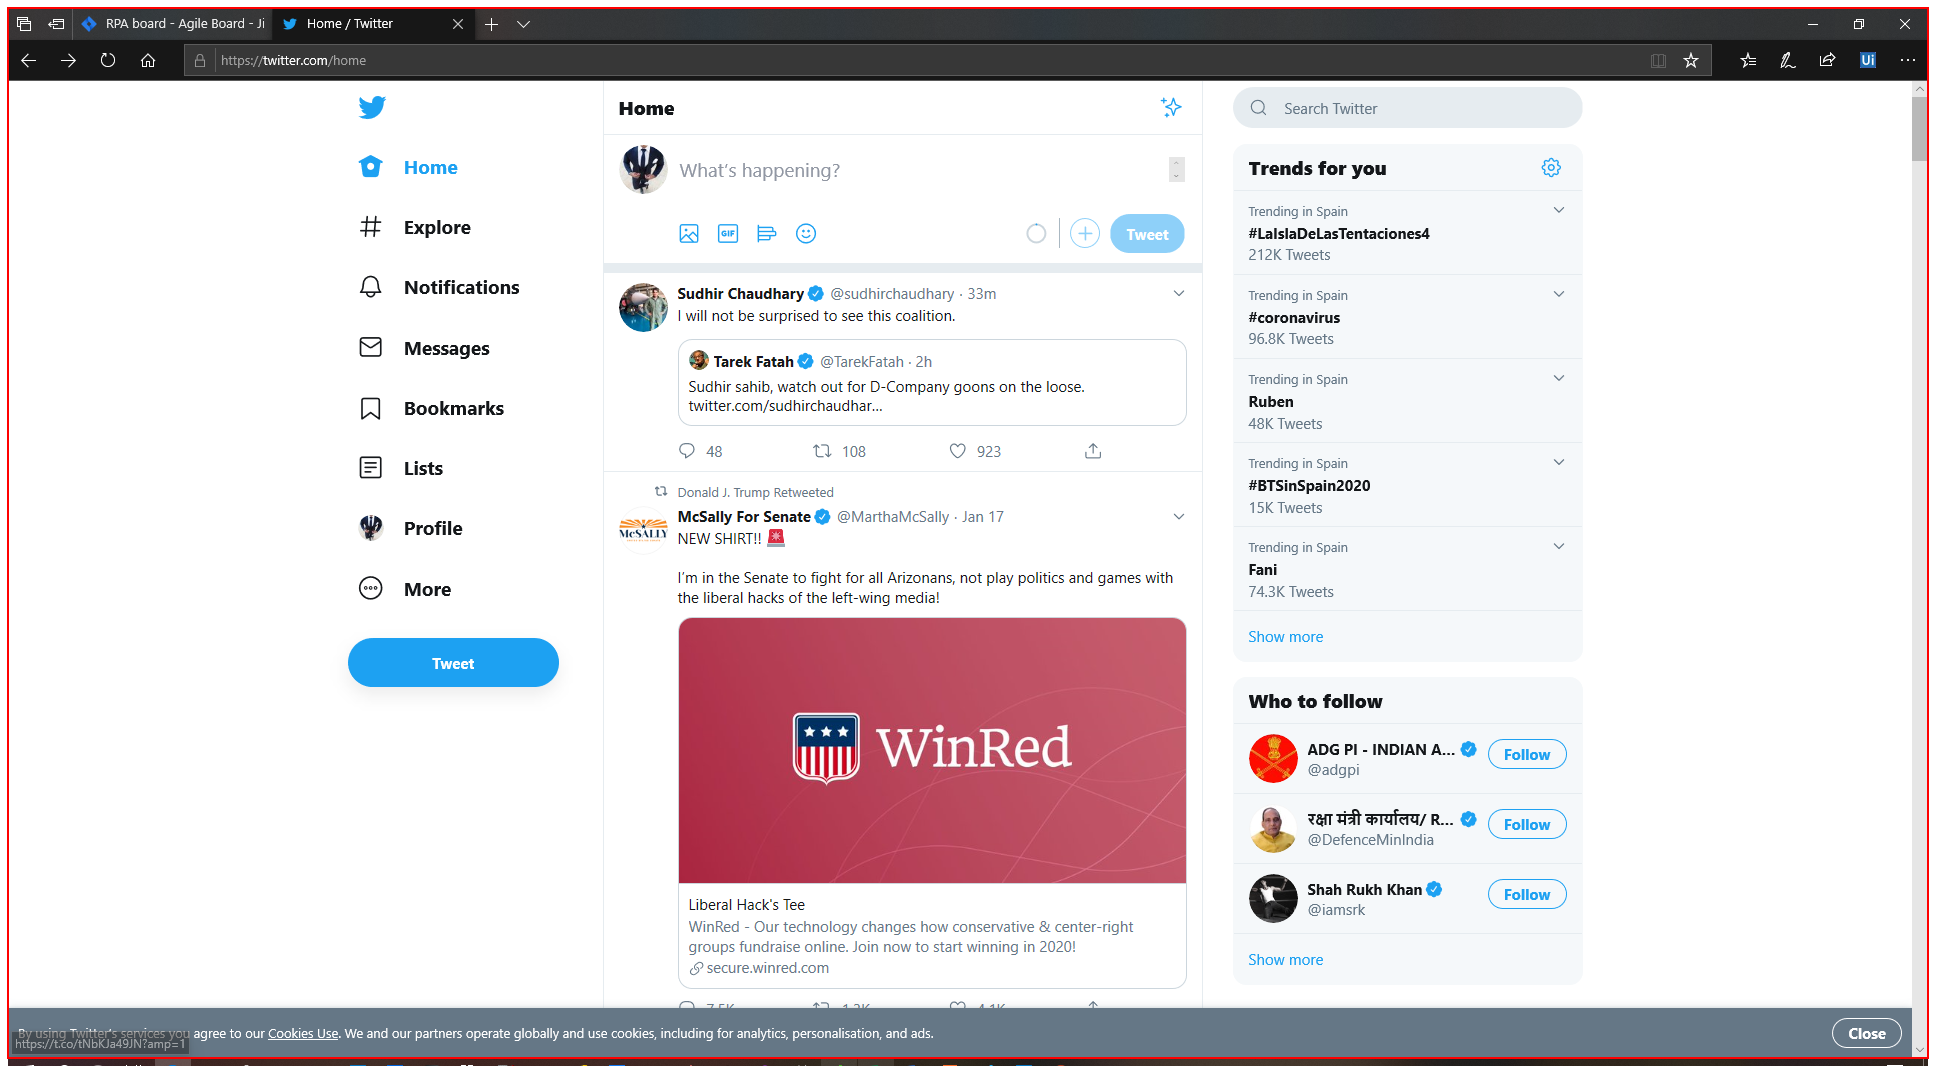 RPA board - Agile Board - Ji
Home / Twitter
https://twitter.com/home
Ui
Home
Explore
Notifications
Messages
Bookmarks
Lists
Profile
More
Tweet
Home
What's happening?
GIF
Tweet
Sudhir Chaudhary @sudhirchaudhary · 33m
I will not be surprised to see this coalition.
Tarek Fatah @TarekFatah · 2h
Sudhir sahib, watch out for D-Company goons on the loose.
twitter.com/sudhirchaudhar...
48 108 923
Donald J. Trump Retweeted
McSally For Senate @MarthaMcSally · Jan 17
McSALLY
NEW SHIRT!!
I'm in the Senate to fight for all Arizonans, not play politics and games with
the liberal hacks of the left-wing media!
WinRed
Liberal Hack's Tee
WinRed - Our technology changes how conservative & center-right
groups fundraise online. Join now to start winning in 2020!
secure.winred.com
Search Twitter
Trends for you
Trending in Spain
#LaIslaDeLasTentaciones4
212K Tweets
Trending in Spain
#coronavirus
96.8K Tweets
Trending in Spain
Ruben
48K Tweets
Trending in Spain
#BTSinSpain2020
15K Tweets
Trending in Spain
Fani
74.3K Tweets
Show more
Who to follow
ADG PI - INDIAN A...
@adgpi
Follow
रक्षा मंत्री कार्यालय/ R...
@DefenceMinIndia
Follow
Shah Rukh Khan
@iamsrk
Follow
Show more
By using Twitter's services you agree to our Cookies Use. We and our partners operate globally and use cookies, including for analytics, personalisation, and ads.
Close
https://t.co/tNbKJa49JN?amp=1